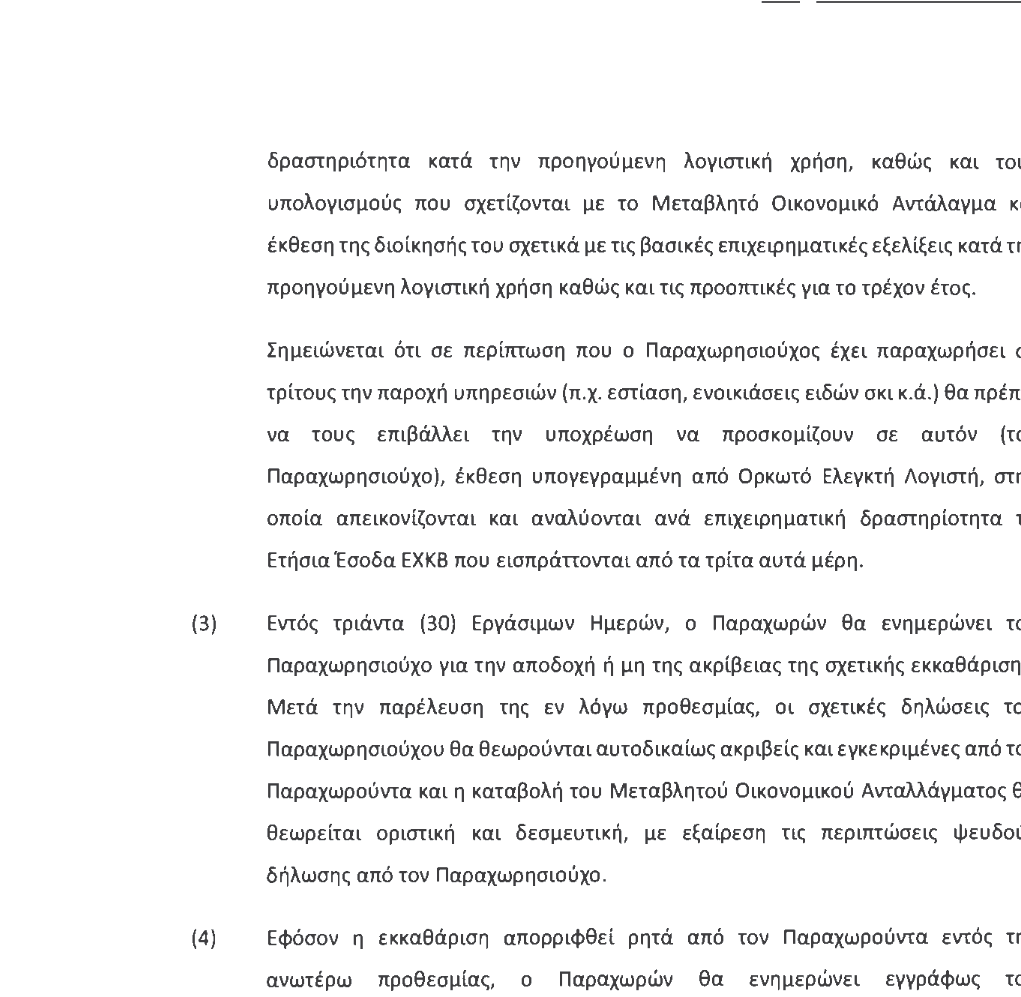 δραστηριότητα κατά την προηγούμενη λογιστική χρήση, καθώς και
υπολογισμούς που σχετίζονται με το Μεταβλητό Οικονομικό Αντάλαγμα
έκθεση της διοίκησής του σχετικά με τις βασικές επιχειρηματικές εξελίξεις κατά
προηγούμενη λογιστική χρήση καθώς και τις προοπτικές για το τρέχον έτος.
Σημειώνεται ότι σε περίπτωση που ο Παραχωρησιούχος έχει παραχωρήσει
τρίτους την παροχή υπηρεσιών (π.χ. εστίαση, ενοικιάσεις ειδών σκι κ.ά.) θα
να τους επιβάλλει την υποχρέωση να προσκομίζουν σε αυτόν
Παραχωρησιούχο), έκθεση υπογεγραμμένη από Ορκωτό Ελεγκτή Λογιστή,
οποία απεικονίζονται και αναλύονται ανά επιχειρηματική δραστηρίοτητα
Ετήσια Έσοδα ΕΧΚΒ που εισπράττονται από τα τρίτα αυτά μέρη.
(3) Εντός τριάντα (30) Εργάσιμων Ημερών, ο Παραχωρών θα ενημερώνει
Παραχωρησιούχο για την αποδοχή ή μη της ακρίβειας της σχετικής
Μετά την παρέλευση της εν λόγω προθεσμίας, οι σχετικές δηλώσεις
Παραχωρησιούχου θα θεωρούνται αυτοδικαίως ακριβείς και εγκεκριμένες από
Παραχωρούντα και η καταβολή του Μεταβλητού Οικονομικού Ανταλλάγματος
θεωρείται οριστική και δεσμευτική, με εξαίρεση τις περιπτώσεις
δήλωσης από τον Παραχωρησιούχο.
(4) Εφόσον η εκκαθάριση απορριφθεί ρητά από τον Παραχωρούντα εντός
ανωτέρω προθεσμίας, ο Παραχωρών θα ενημερώνει εγγράφως